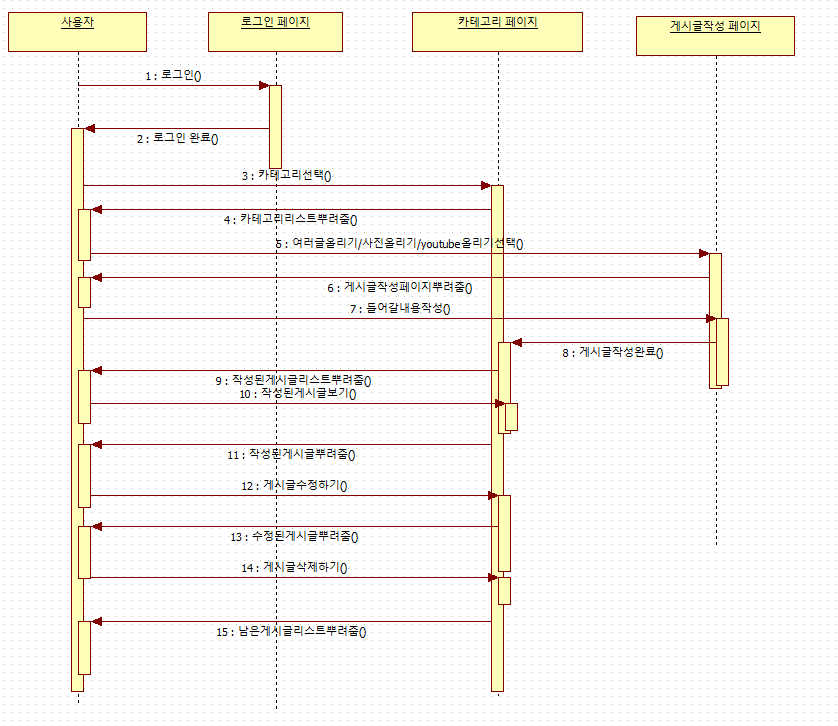 사용자
로그인 페이지
카테고리 페이지
게시글작성 페이지
1 : 로그인()
2 : 로그인 완료()
3 : 카테고리선택()
4 : 카테고리리스트뿌려줌()
5 : 여러글올리기/사진올리기/youtube올리기선택()
6 : 게시글작성페이지뿌려줌()
7 : 들어갈내용작성()
8 : 게시글작성완료()
9 : 작성된게시글리스트뿌려줌()
10 : 작성된게시글보기()
11 : 작성된게시글뿌려줌()
12 : 게시글수정하기()
13 : 수정된게시글뿌려줌()
14 : 게시글삭제하기()
15 : 남은게시글리스트뿌려줌()